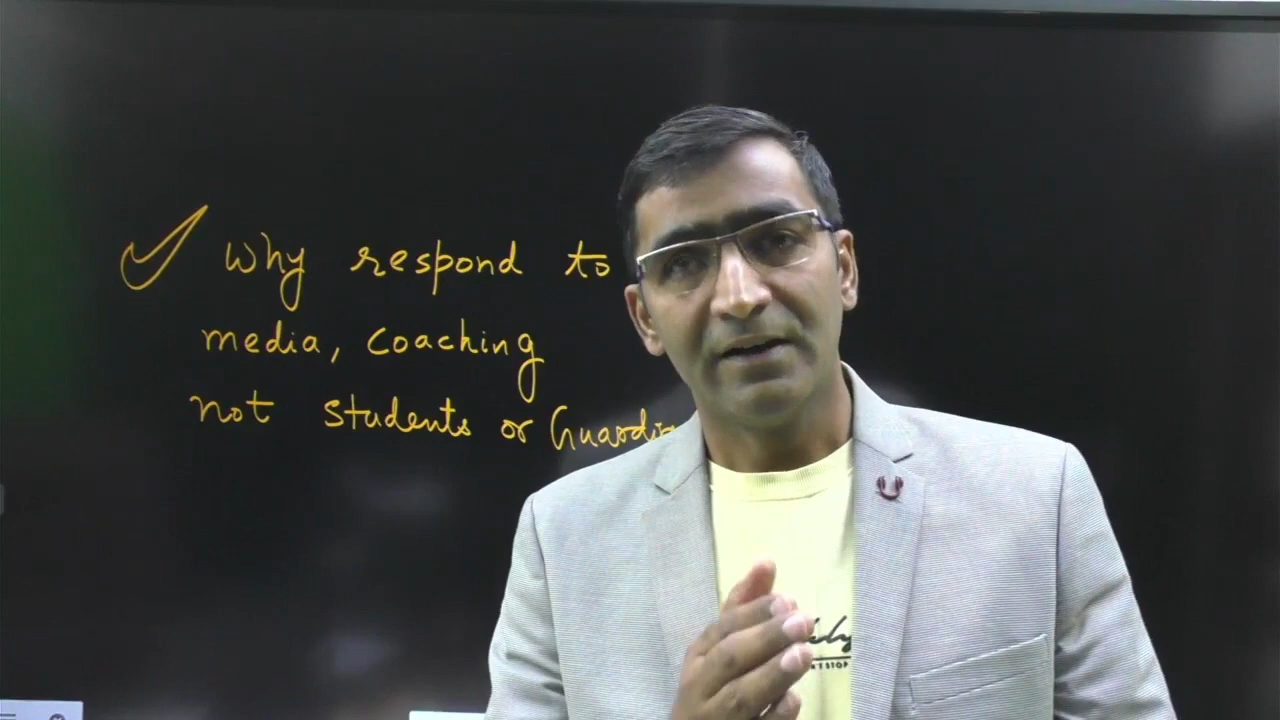 Why respond to
media, coaching
not students or